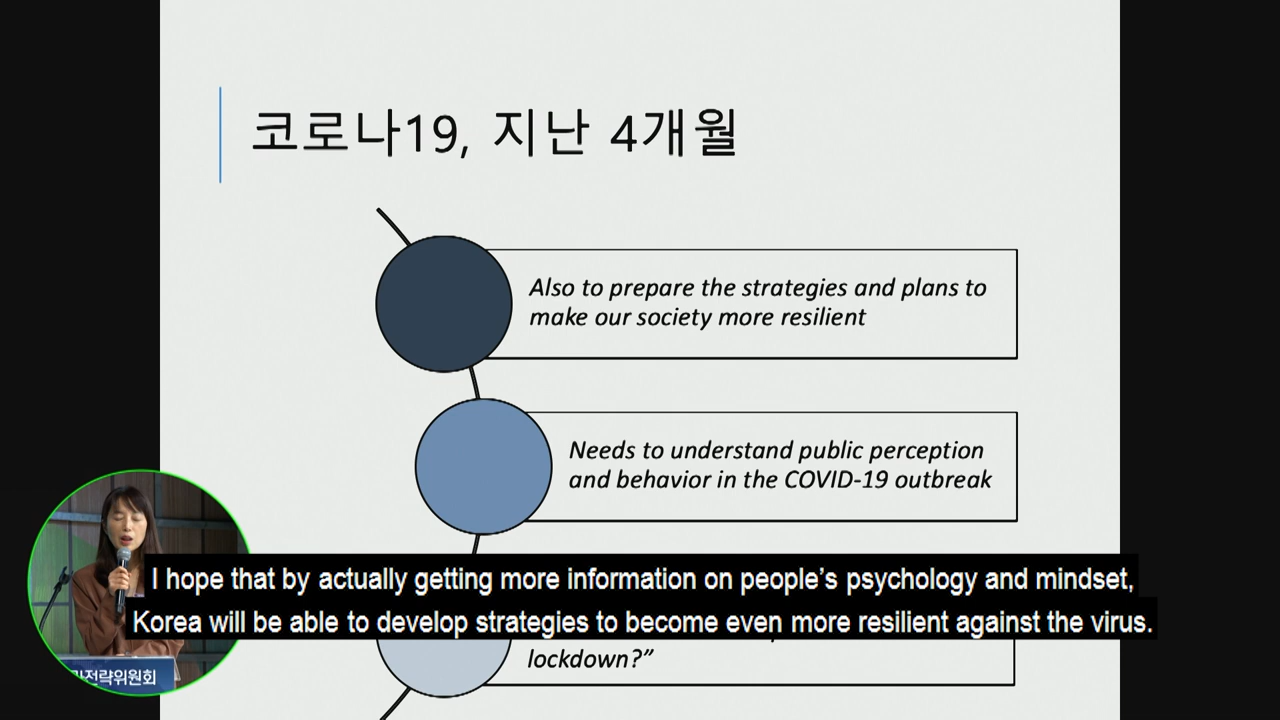 코로나19, 지난 4개월
Also to prepare the strategies and plans to
make our society more resilient
Needs to understand public perception
and behavior in the COVID-19 outbreak
I hope that by actually getting more information on people’s psychology and mindset,
Korea will be able to develop strategies to become even more resilient against the virus.
lockdown?”
전략위원회